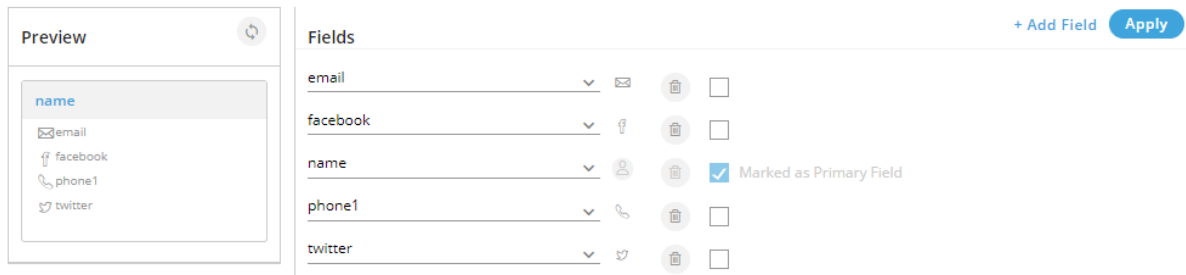 Preview
name
email
facebook
phone1
twitter
Fields
+ Add Field
Apply
email
facebook
name
Marked as Primary Field
phone1
twitter